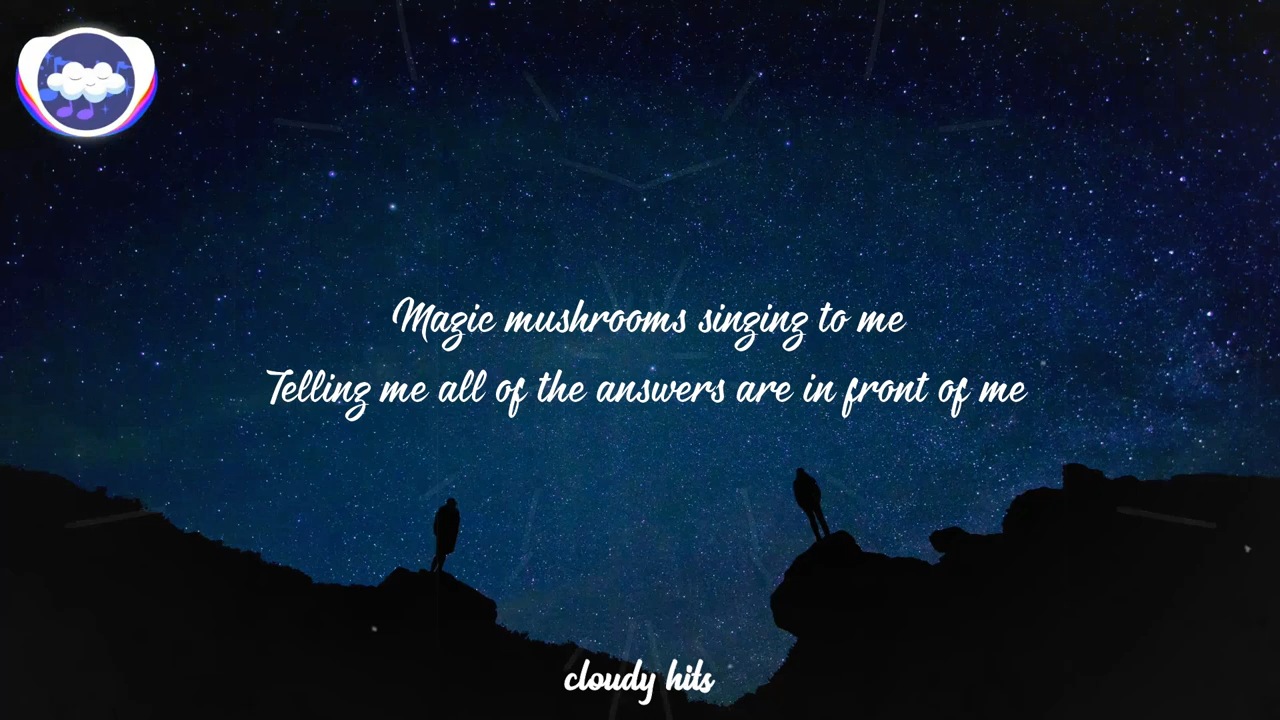 Magic mushrooms singing to me
Telling me all of the answers are in front of me
cloudy hits